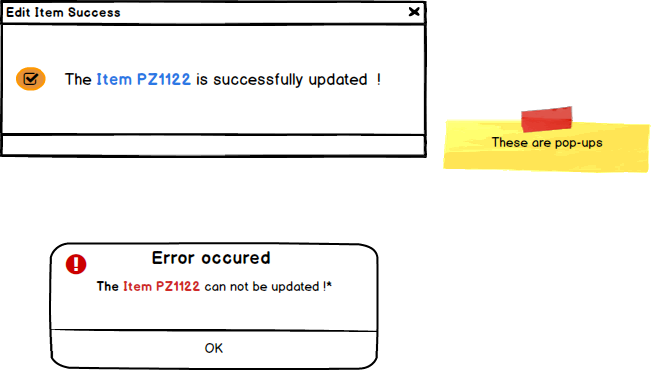 Edit Item Success
The Item PZ1122 is successfully updated !
These are pop-ups
Error occured
The Item PZ1122 can not be updated !*
OK